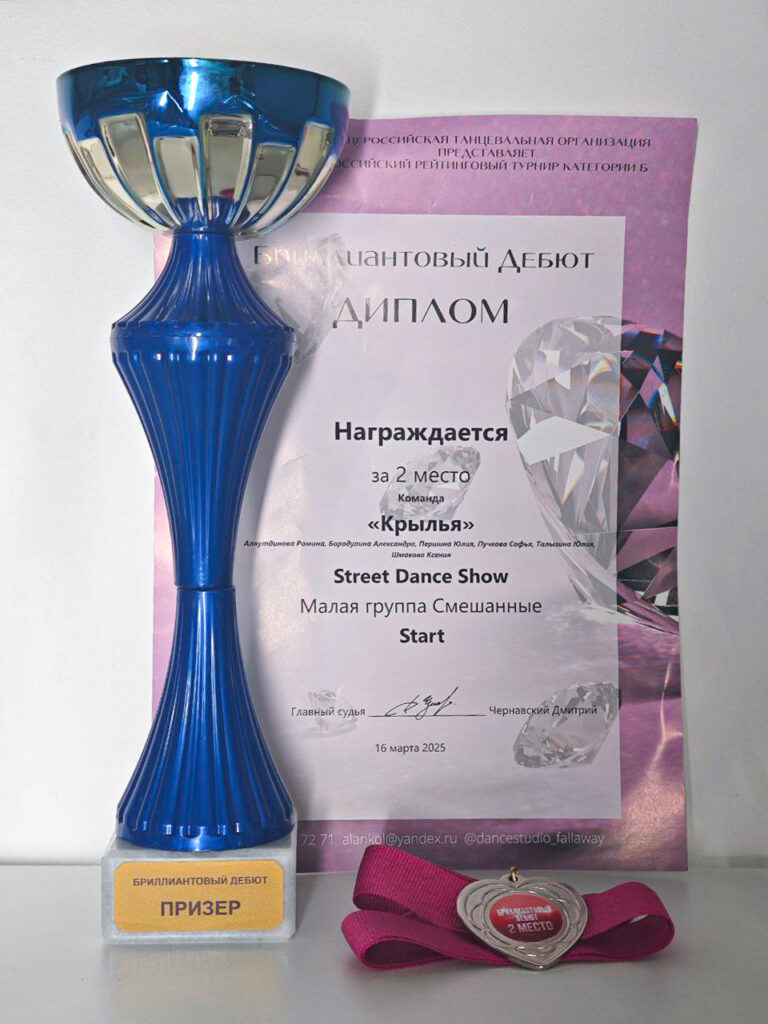 ЦЕРОССИЙСКАЯ ТАНЦЕВАЛЬНАЯ ОРГАНИЗАЦИЯ
ПРЕДСТАВЛЯЕТ
ОССИЙСКИЙ РЕЙТИНГОВЫЙ ТУРНИР КАТЕГОРИИ Б
Бриллиантовый Дебют
ДИПЛОМ
Награждается
за 2 место
Команда
«Крылья»
Аляутдинова Рамина, Бородулина Александра, Першина Юлия, Пучкова Софья, Талызина Юлия,
Шмакова Ксения
Street Dance Show
Малая группа Смешанные
Start
Главный судья Чернавский Дмитрий
16 марта 2025
72 71 alankol@yandex.ru @dancestudio_fallaway
БРИЛЛИАНТОВЫЙ ДЕБЮТ
ПРИЗЕР
БРИЛЛИАНТОВЫЙ
ДЕБЮТ
2 МЕСТО